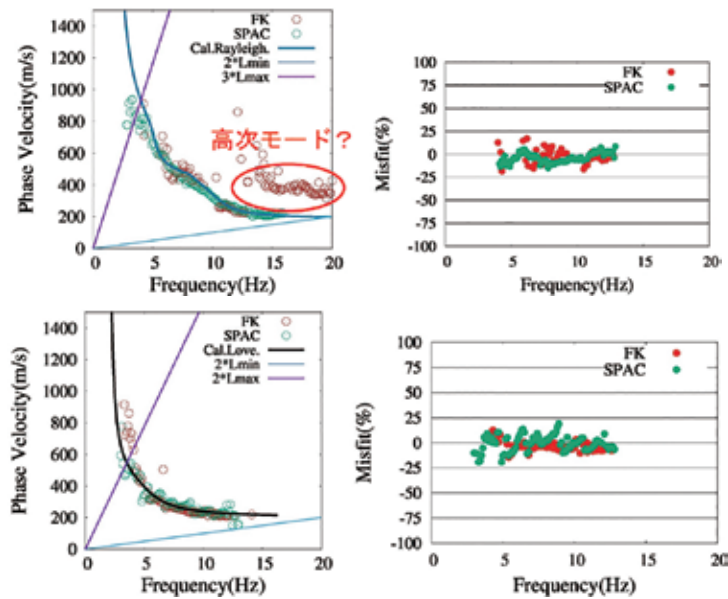 1400
1200
1000
800
600
400
200
0
Phase Velocity(m/s)
FK
SPAC
Cal.Rayleigh.
2*Lmin
3*Lmax
高次モード？
0 5 10 15 20
Frequency(Hz)
100
75
50
25
0
-25
-50
-75
-100
Misfit(%)
FK
SPAC
0 5 10 15 20
Frequency(Hz)
1400
1200
1000
800
600
400
200
0
Phase Velocity(m/s)
FK
SPAC
Cal.Love.
2*Lmin
2*Lmax
0 5 10 15 20
Frequency(Hz)
100
75
50
25
0
-25
-50
-75
-100
Misfit(%)
FK
SPAC
0 5 10 15 20
Frequency(Hz)